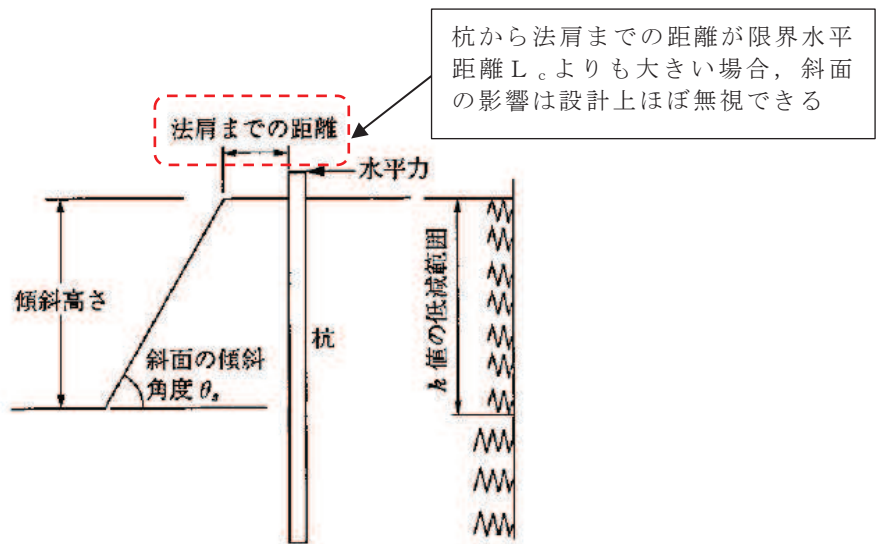 杭から法肩までの距離が限界水平
距離Lcよりも大きい場合，斜面
の影響は設計上ほぼ無視できる
法肩までの距離
水平力
傾斜高さ
斜面の傾斜
角度 θs
杭
k値の低減範囲